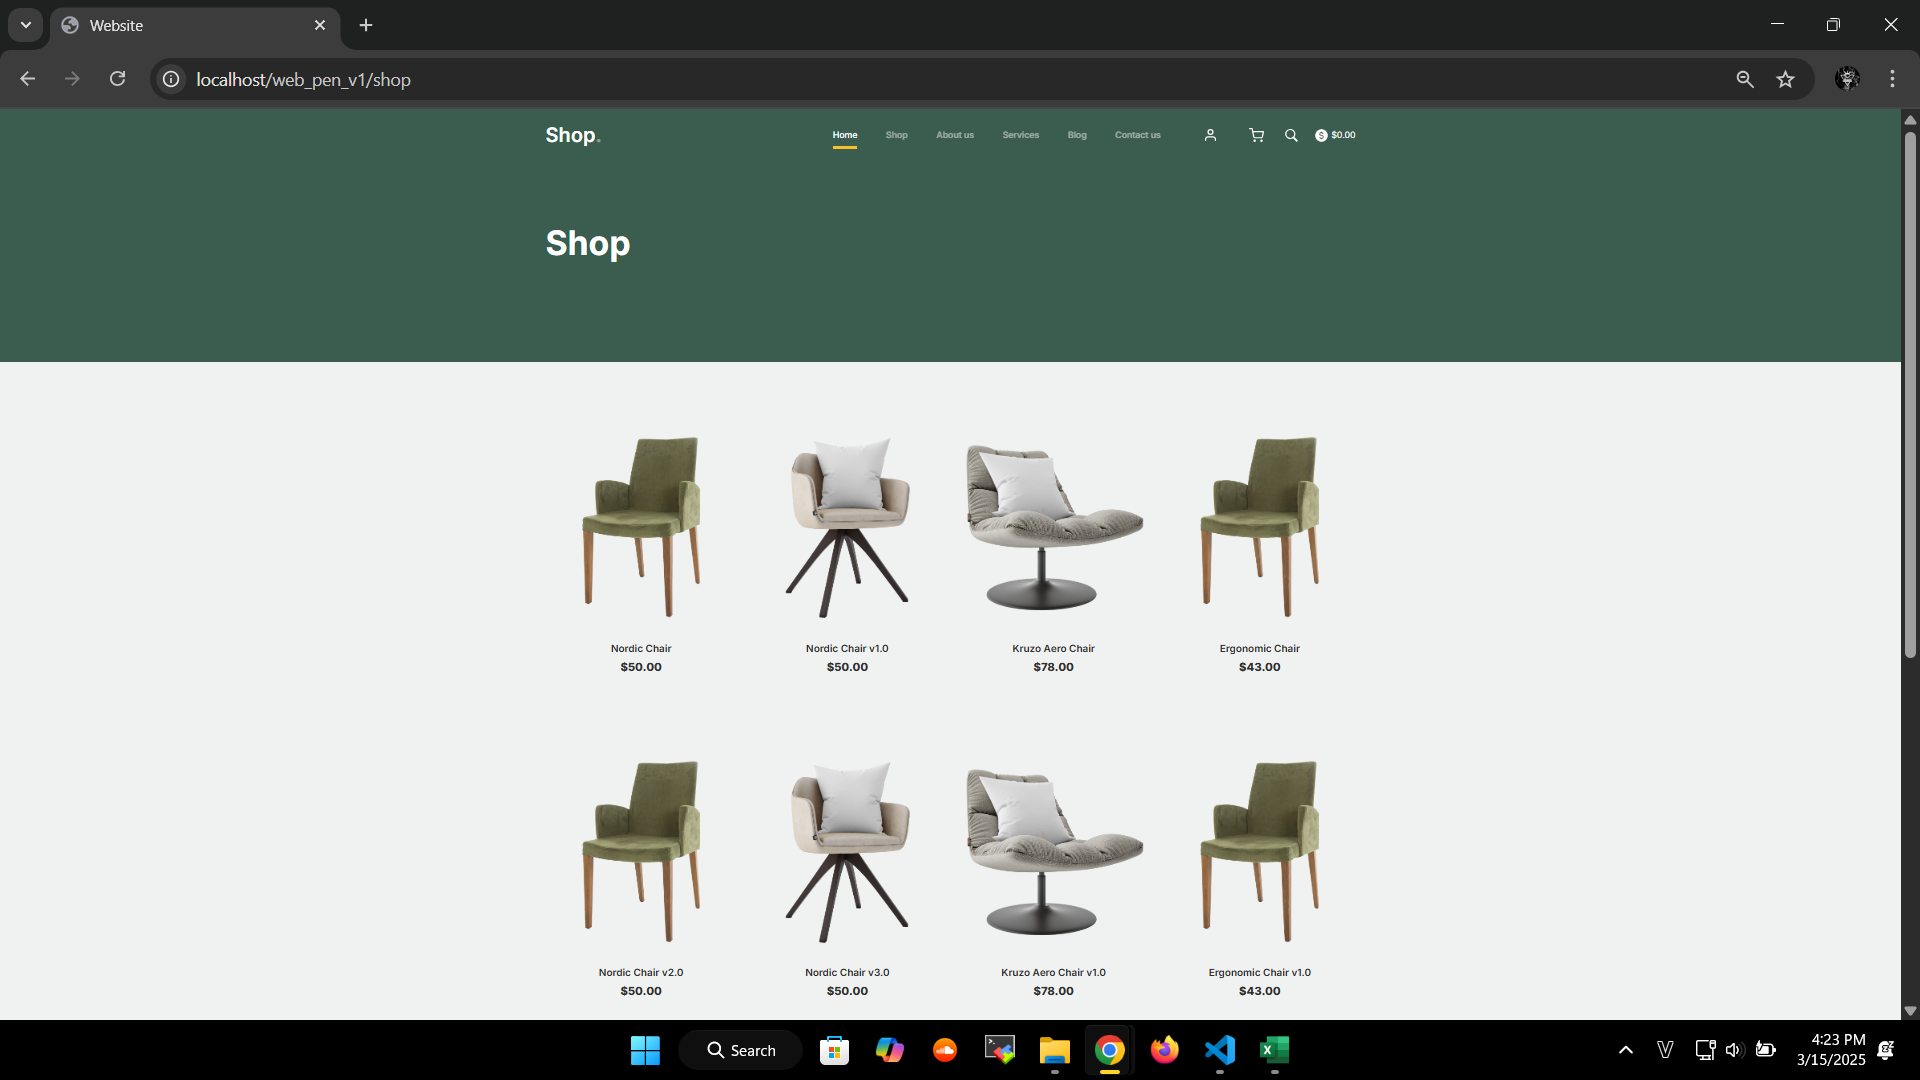 Website
localhost/web_pen_v1/shop
Shop.
Home Shop About us Services Blog Contact us $ $0.00
Shop
Nordic Chair Nordic Chair v1.0 Kruzo Aero Chair Ergonomic Chair
$50.00 $50.00 $78.00 $43.00
Nordic Chair v2.0 Nordic Chair v3.0 Kruzo Aero Chair v1.0 Ergonomic Chair v1.0
$50.00 $50.00 $78.00 $43.00
Search
4:23 PM
3/15/2025